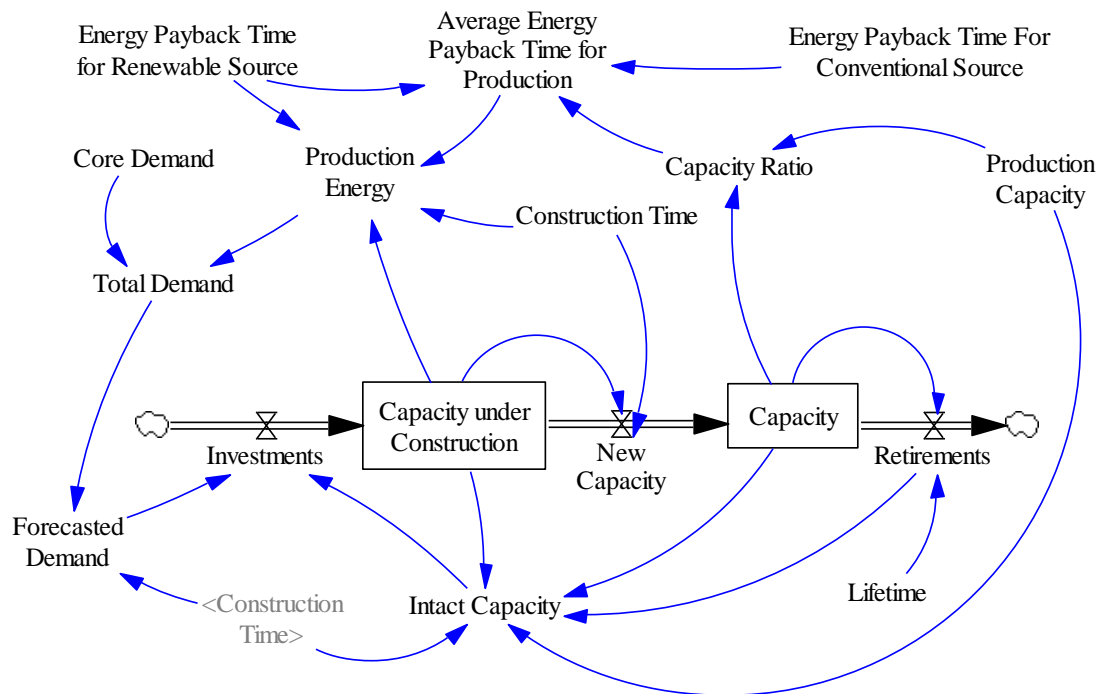 Energy Payback Time
for Renewable Source
Average Energy
Payback Time for
Production
Energy Payback Time For
Conventional Source
Core Demand
Production
Energy
Capacity Ratio
Production
Capacity
Construction Time
Total Demand
Capacity under
Construction
Capacity
Investments
New
Capacity
Retirements
Forecasted
Demand
<Construction
Time>
Intact Capacity
Lifetime